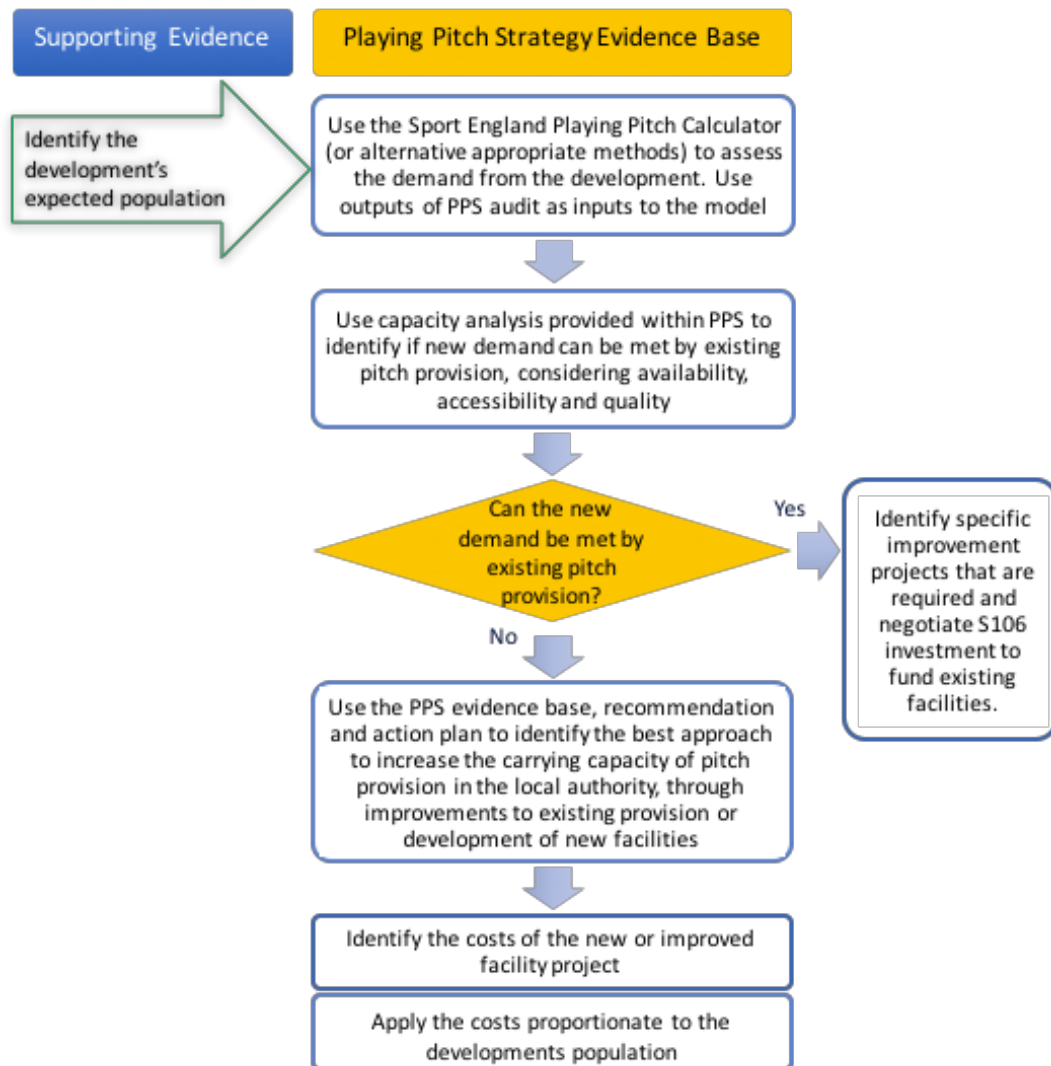 Supporting Evidence
Playing Pitch Strategy Evidence Base
Identify the
development's
expected population
Use the Sport England Playing Pitch Calculator
(or alternative appropriate methods) to assess
the demand from the development. Use
outputs of PPS audit as inputs to the model
Use capacity analysis provided within PPS to
identify if new demand can be met by existing
pitch provision, considering availability,
accessibility and quality
Can the new
demand be met by
existing pitch
provision?
Yes
Identify specific
improvement
projects that are
required and
negotiate S106
investment to
fund existing
facilities.
No
Use the PPS evidence base, recommendation
and action plan to identify the best approach
to increase the carrying capacity of pitch
provision in the local authority, through
improvements to existing provision or
development of new facilities
Identify the costs of the new or improved
facility project
Apply the costs proportionate to the
developments population